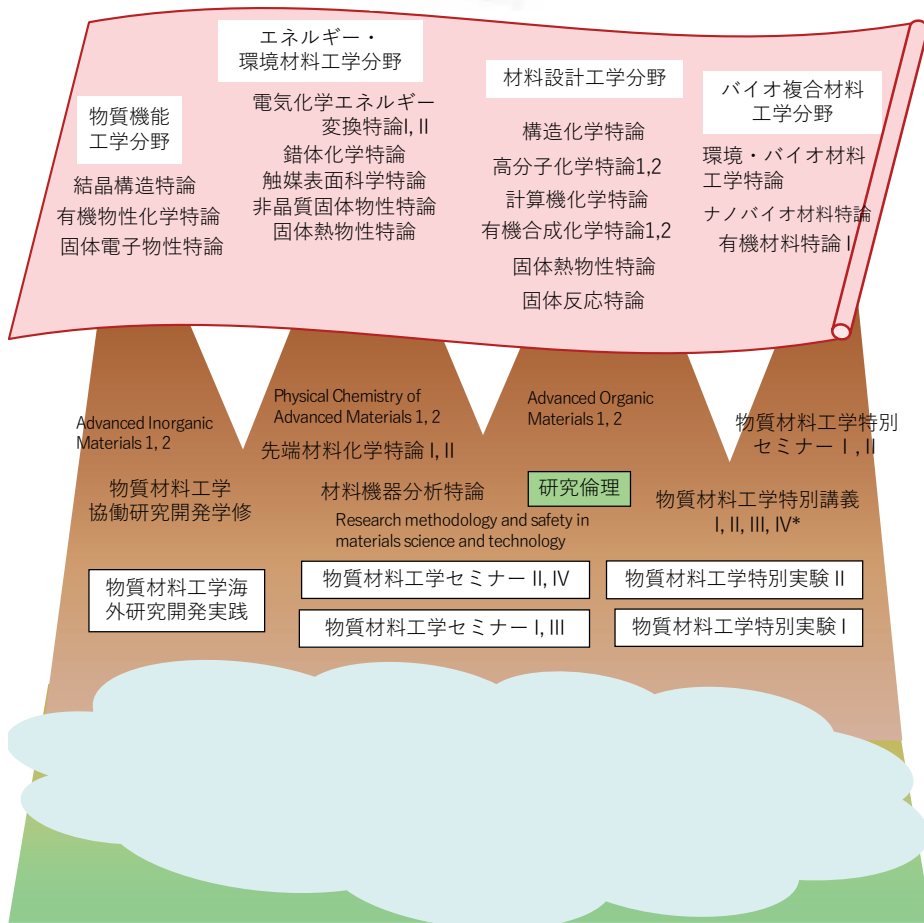 物質機能
工学分野
結晶構造特論
有機物性化学特論
固体電子物性特論
エネルギー・
環境材料工学分野
電気化学エネルギー
変換特論I, II
錯体化学特論
触媒表面科学特論
非晶質固体物性特論
固体熱物性特論
材料設計工学分野
構造化学特論
高分子化学特論1,2
計算機化学特論
有機合成化学特論1,2
固体熱物性特論
固体反応特論
バイオ複合材料
工学分野
環境・バイオ材料
工学特論
ナノバイオ材料特論
有機材料特論 I
Advanced Inorganic
Materials 1, 2
Physical Chemistry of
Advanced Materials 1, 2
Advanced Organic
Materials 1, 2
物質材料工学特別
セミナー I , II
先端材料化学特論 I, II
物質材料工学
協働研究開発学修
材料機器分析特論
研究倫理
物質材料工学特別講義
I, II, III, IV*
Research methodology and safety in
materials science and technology
物質材料工学海
外研究開発実践
物質材料工学セミナー II, IV
物質材料工学特別実験 II
物質材料工学セミナー I, III
物質材料工学特別実験 I